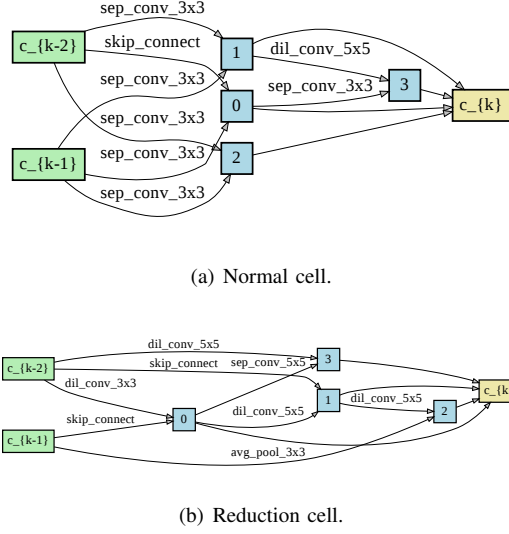 sep_conv_3x3
c_{k-2}
skip_connect
1
dil_conv_5x5
sep_conv_3x3
sep_conv_3x3
3
0
c_{k}
sep_conv_3x3
c_{k-1}
sep_conv_3x3
2
sep_conv_3x3
(a) Normal cell.
dil_conv_5x5
3
c_{k-2}
skip_connect
sep_conv_5x5
dil_conv_3x3
c_{k
1
dil_conv_5x5
skip_connect
0
dil_conv_5x5
2
c_{k-1}
avg_pool_3x3
(b) Reduction cell.